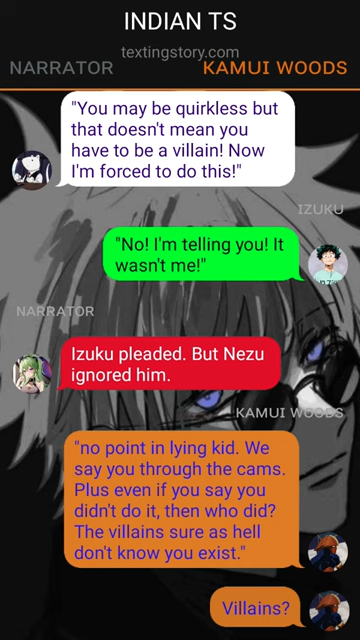 INDIAN TS
textingstory.com
NARRATOR
KAMUI WOODS
"You may be quirkless but
that doesn't mean you
have to be a villain! Now
I'm forced to do this!"
IZUKU
"No! I'm telling you! It
wasn't me!"
NARRATOR
Izuku pleaded. But Nezu
ignored him.
KAMUI WOODS
"no point in lying kid. We
say you through the cams.
Plus even if you say you
didn't do it, then who did?
The villains sure as hell
don't know you exist."
Villains?